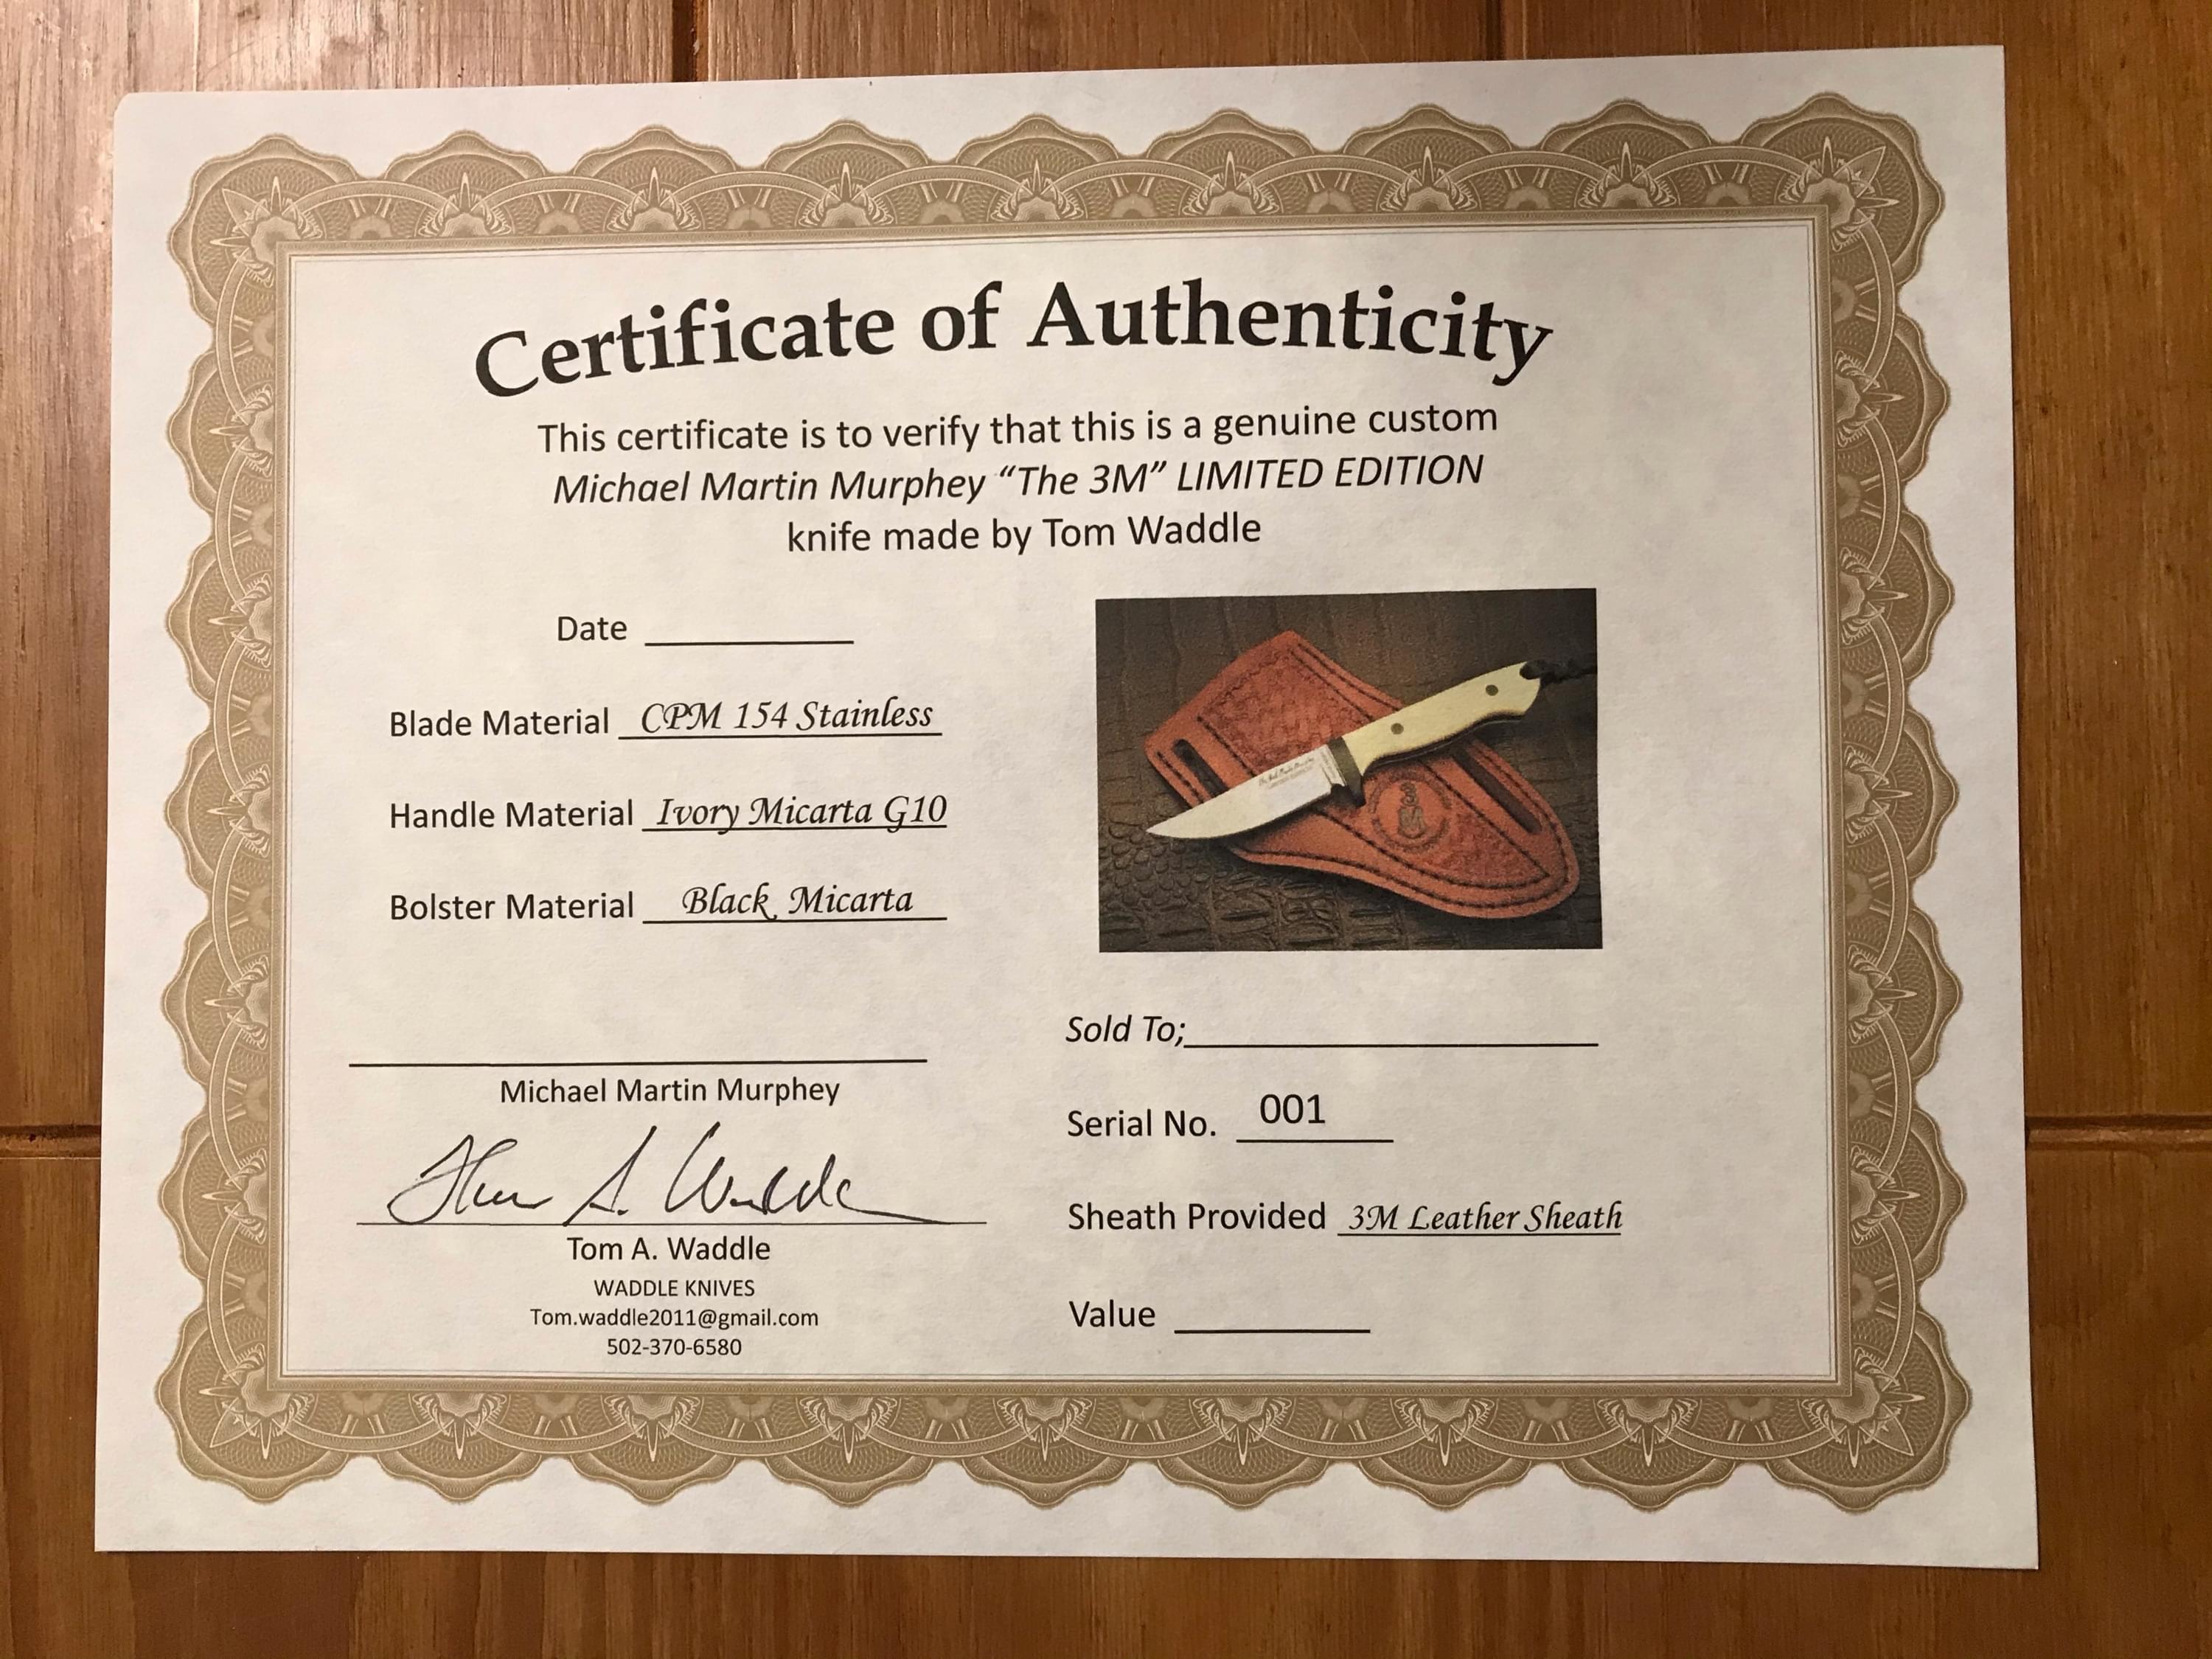 Certificate of Authenticity
This certificate is to verify that this is a genuine custom
Michael Martin Murphey “The 3M” LIMITED EDITION
knife made by Tom Waddle
Date
Blade Material CPM 154 Stainless
Handle Material Ivory Micarta G10
Bolster Material Black Micarta
Michael Martin Murphey
Tom A. Waddle
WADDLE KNIVES
Tom.waddle2011@gmail.com
502-370-6580
Sold To;
Serial No. 001
Sheath Provided 3M Leather Sheath
Value